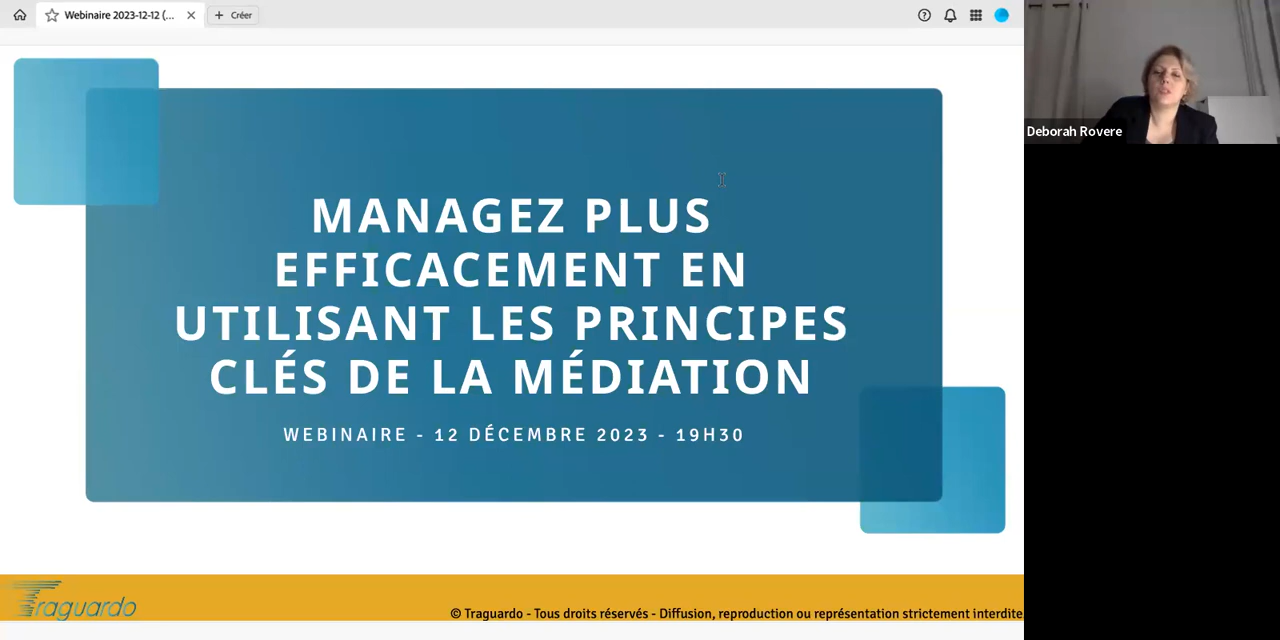 Webinaire 2023-12-12 (...
Créer
Deborah Rovere
MANAGEZ PLUS
EFFICACEMENT EN
UTILISANT LES PRINCIPES
CLÉS DE LA MÉDIATION
WEBINAIRE - 12 DÉCEMBRE 2023 - 19H30
Traguardo
© Traguardo - Tous droits réservés - Diffusion, reproduction ou représentation strictement interdite